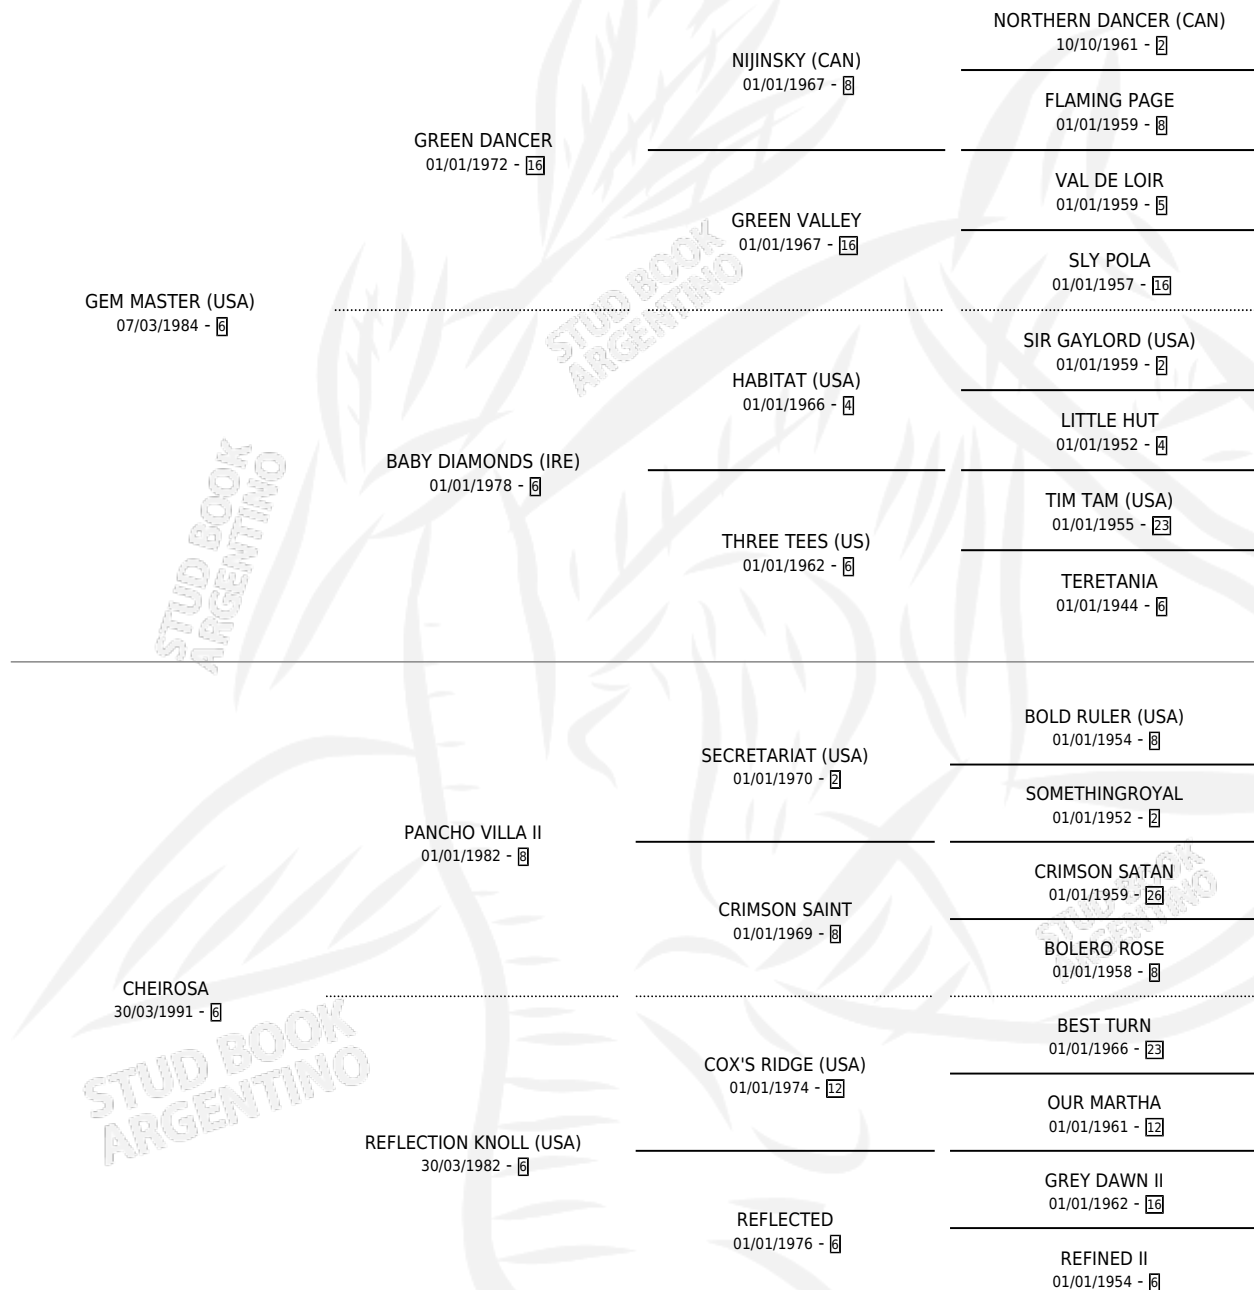 NORTHERN DANCER (CAN)
10/10/1961 - 2
NIJINSKY (CAN)
01/01/1967 - 8
FLAMING PAGE
01/01/1959 - 8
GREEN DANCER
01/01/1972 - 16
VAL DE LOIR
01/01/1959 - 5
GREEN VALLEY
01/01/1967 - 16
SLY POLA
01/01/1957 - 16
GEM MASTER (USA)
07/03/1984 - 6
SIR GAYLORD (USA)
01/01/1959 - 2
HABITAT (USA)
01/01/1966 - 4
LITTLE HUT
01/01/1952 - 4
BABY DIAMONDS (IRE)
01/01/1978 - 6
TIM TAM (USA)
01/01/1955 - 23
THREE TEES (US)
01/01/1962 - 6
TERETANIA
01/01/1944 - 6
BOLD RULER (USA)
01/01/1954 - 8
SECRETARIAT (USA)
01/01/1970 - 2
SOMETHINGROYAL
01/01/1952 - 2
PANCHO VILLA II
01/01/1982 - 8
CRIMSON SATAN
01/01/1959 - 26
CRIMSON SAINT
01/01/1969 - 8
BOLERO ROSE
01/01/1958 - 8
CHEIROSA
30/03/1991 - 6
BEST TURN
01/01/1966 - 23
COX'S RIDGE (USA)
01/01/1974 - 12
OUR MARTHA
01/01/1961 - 12
REFLECTION KNOLL (USA)
30/03/1982 - 6
GREY DAWN II
01/01/1962 - 16
REFLECTED
01/01/1976 - 6
REFINED II
01/01/1954 - 6
STUD BOOK
ARGENTINO
STUD BOOK
ARGENTINO
STUD BOOK
ARGENTINO
STUD BOOK
ARGENTINO